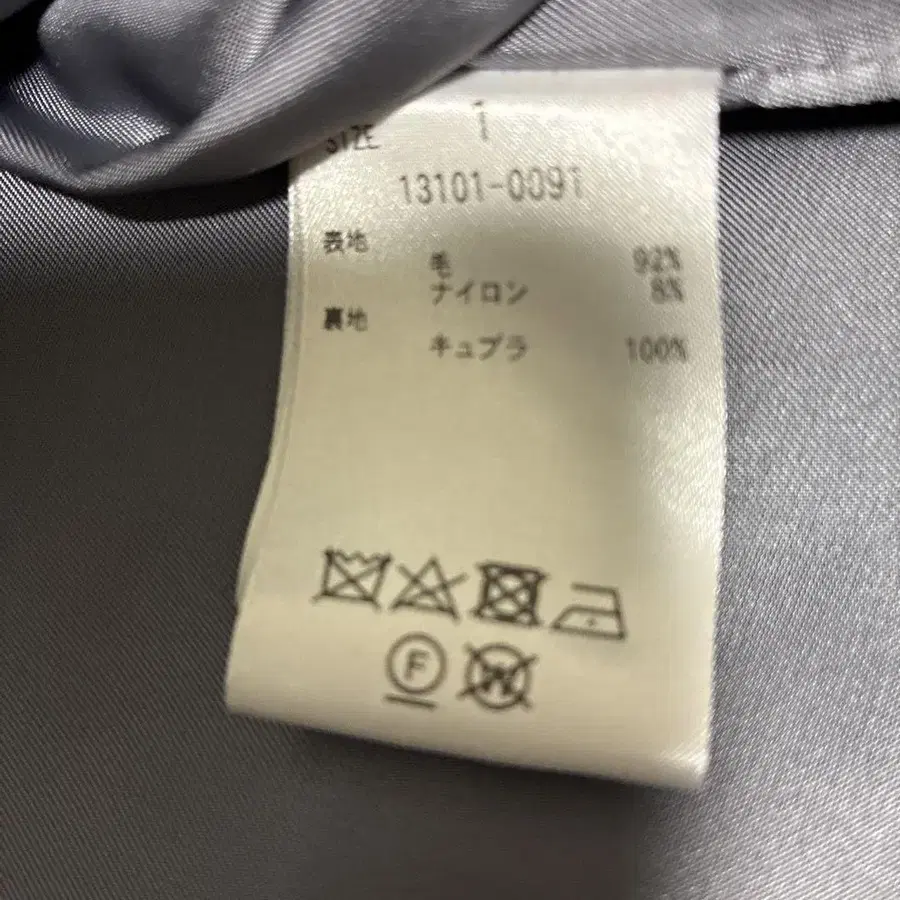 SIZE 1
13101-0091
表地
毛 92%
ナイロン 8%
裏地
キュプラ 100%
F W